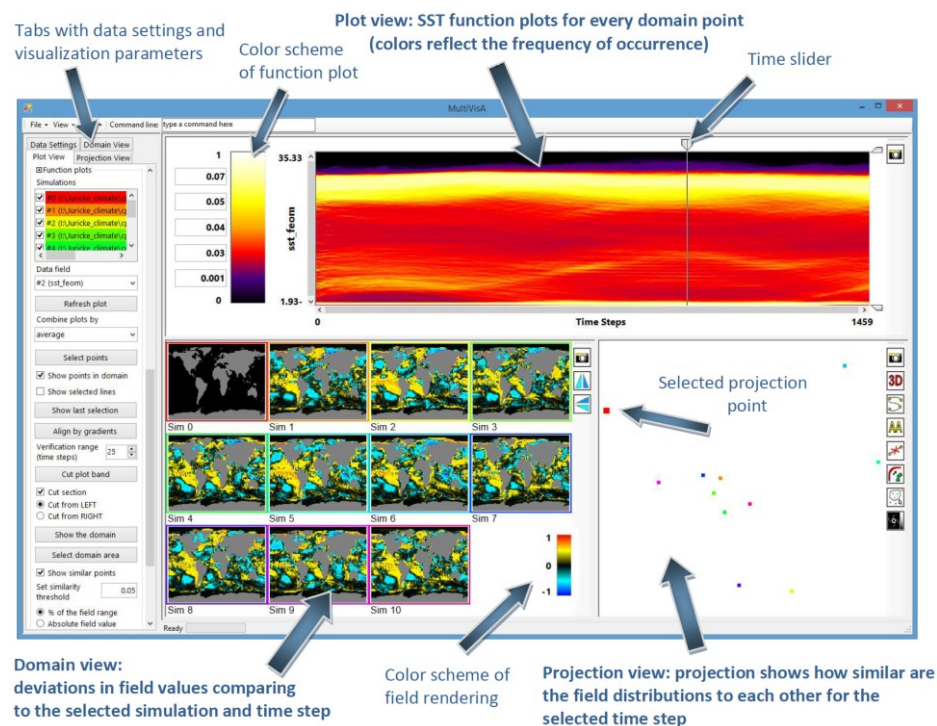 Plot view: SST function plots for every domain point
(colors reflect the frequency of occurrence)
Tabs with data settings and
visualization parameters
Color scheme
of function plot
Time slider
MultiVisA
File
View
Command line:
type a command here
Data Settings
Domain View
Plot View
Projection View
Function plots
Simulations
#0 (I:\Juricke_climate\q
#1 (I:\Juricke_climate\q
#2 (I:\Juricke_climate\q
#3 (I:\Juricke_climate\q
Data field
#2 (sst_feom)
Refresh plot
Combine plots by
average
Select points
Show points in domain
Show selected lines
Show last selection
Align by gradients
Verification range
(time steps)
25
Cut plot band
Cut section
Cut from LEFT
Cut from RIGHT
Show the domain
Select domain area
Show similar points
Set similarity
threshold
0.05
% of the field range
Absolute field value
1
0.07
0.05
0.04
0.03
0.001
0
35.33
sst_feom
1.93-
0
Time Steps
1459
Sim 0
Sim 1
Sim 2
Sim 3
Sim 4
Sim 5
Sim 6
Sim 7
Sim 8
Sim 9
Sim 10
1
0
-1
Ready
Selected projection
point
3D
Domain view:
deviations in field values comparing
to the selected simulation and time step
Color scheme of
field rendering
Projection view: projection shows how similar are
the field distributions to each other for the
selected time step